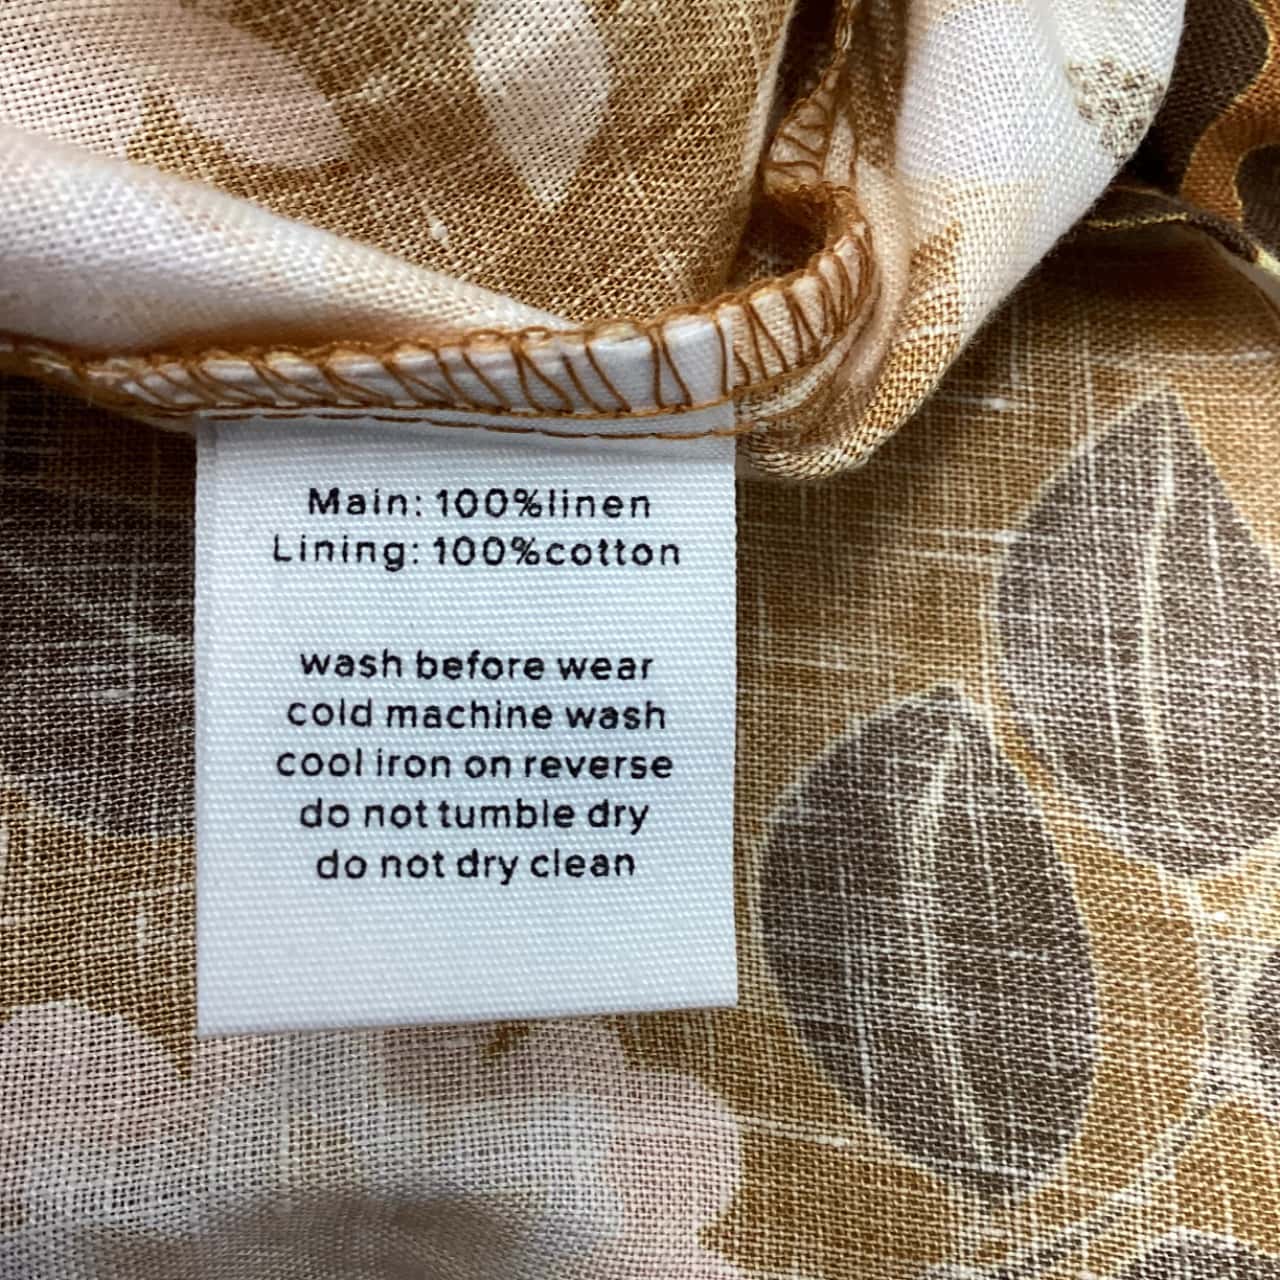 Main: 100%linen
Lining: 100%cotton
wash before wear
cold machine wash
cool iron on reverse
do not tumble dry
do not dry clean